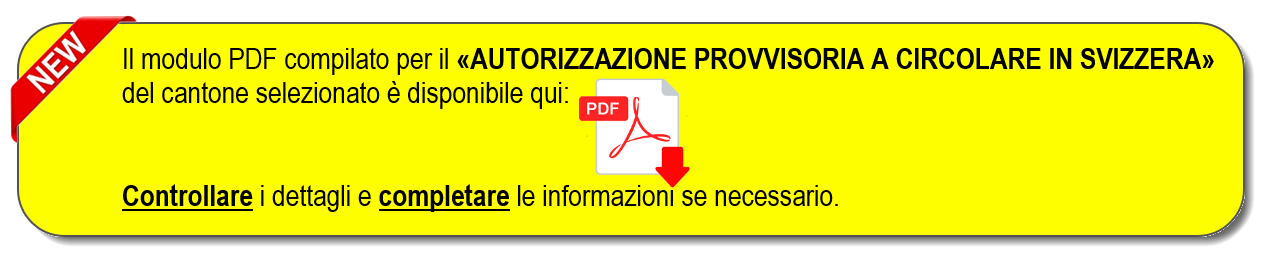 NEW
Il modulo PDF compilato per il «AUTORIZZAZIONE PROVVISORIA A CIRCOLARE IN SVIZZERA»
del cantone selezionato è disponibile qui:
PDF
Controllare i dettagli e completare le informazioni se necessario.